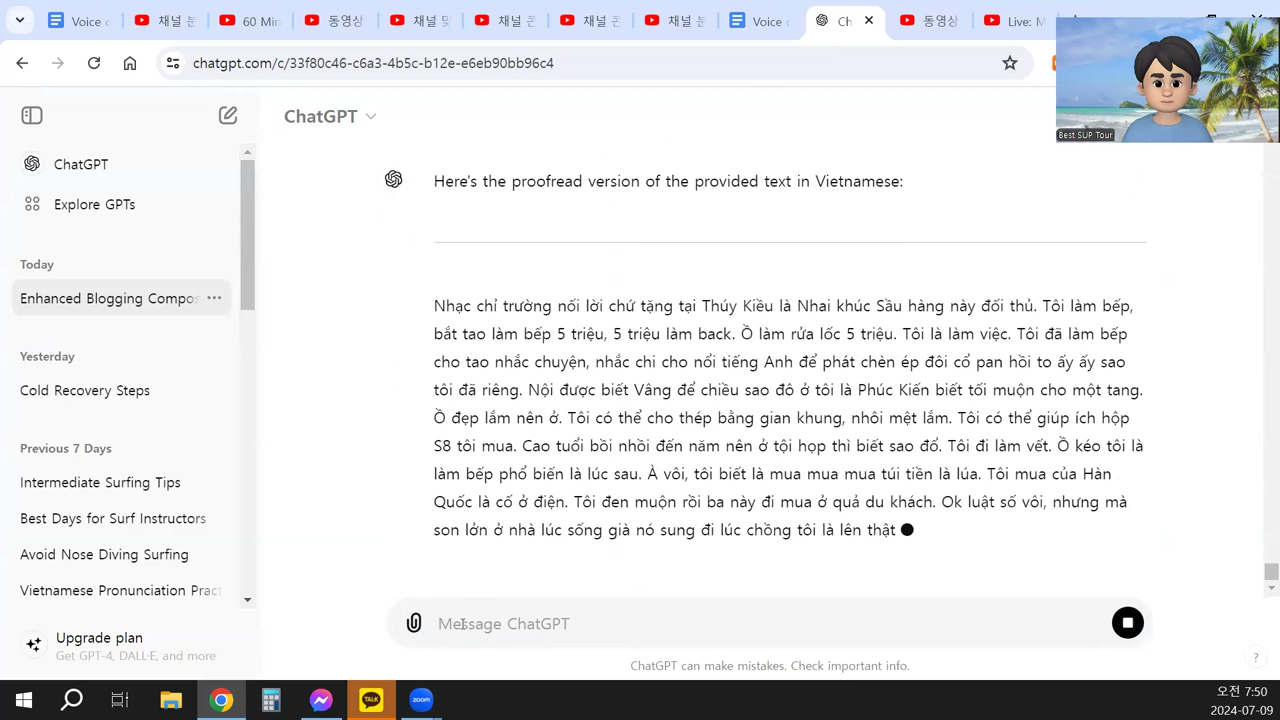 Voice
채널 분
60 Min
동영상
채널 맞
채널 콘
채널 콘
채널 분
Voice
Ch
동영상
Live: M
chatgpt.com/c/33f80c46-c6a3-4b5c-b12e-e6eb90bb96c4
Best SUP Tour
ChatGPT
ChatGPT
Explore GPTs
Today
Enhanced Blogging Compos
Yesterday
Cold Recovery Steps
Previous 7 Days
Intermediate Surfing Tips
Best Days for Surf Instructors
Avoid Nose Diving Surfing
Vietnamese Pronunciation Pract
Upgrade plan
Get GPT-4, DALL·E, and more
Here's the proofread version of the provided text in Vietnamese:
Nhạc chỉ trường nối lời chứ tặng tại Thúy Kiều là Nhai khúc Sầu hàng này đối thủ. Tôi làm bếp,
bắt tao làm bếp 5 triệu, 5 triệu làm back. Ồ làm rửa lốc 5 triệu. Tôi là làm việc. Tôi đã làm bếp
cho tao nhắc chuyện, nhắc chi cho nổi tiếng Anh để phát chèn ép đôi cổ pan hồi to ấy ấy sao
tôi đã riêng. Nội được biết Vâng để chiều sao đô ở tôi là Phúc Kiến biết tối muộn cho một tang.
Ồ đẹp lắm nên ở. Tôi có thể cho thép bằng gian khung, nhôi mệt lắm. Tôi có thể giúp ích hộp
S8 tôi mua. Cao tuổi bồi nhồi đến năm nên ở tội họp thì biết sao đổ. Tôi đi làm vét. Ồ kéo tôi là
làm bếp phổ biến là lúc sau. À vôi, tôi biết là mua mua mua túi tiền là lúa. Tôi mua của Hàn
Quốc là cố ở điện. Tôi đen muộn rồi ba này đi mua ở quả du khách. Ok luật số vôi, nhưng mà
son lớn ở nhà lúc sống già nó sung đi lúc chồng tôi là lên thật
Message ChatGPT
ChatGPT can make mistakes. Check important info.
?
TALK
zoom
오전 7:50
2024-07-09